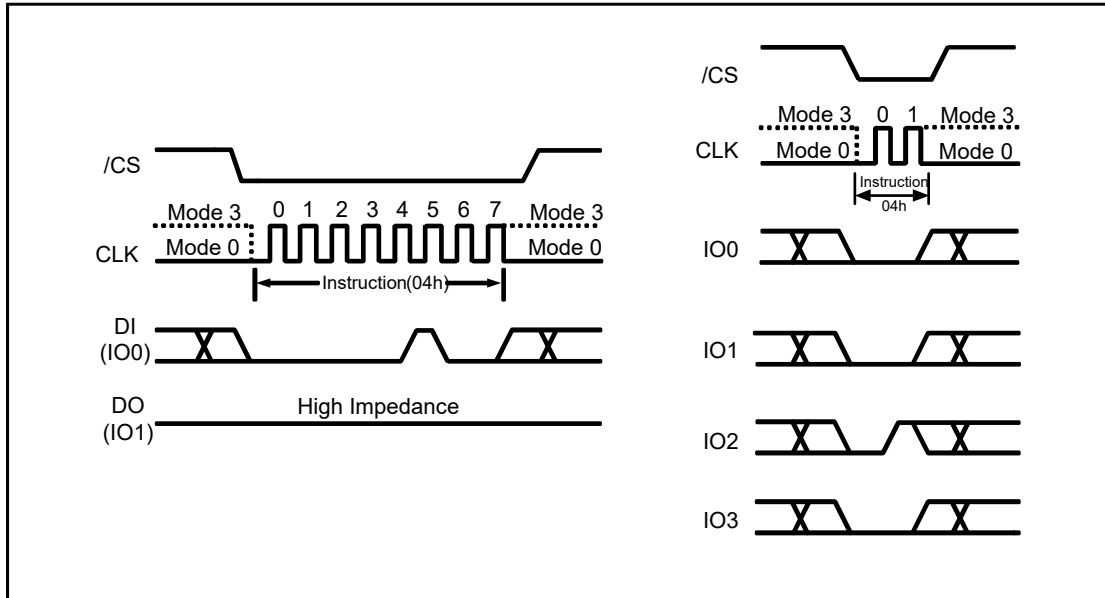 /CS
Mode 3 0 1 2 3 4 5 6 7 Mode 3
CLK
Mode 0 Mode 0
Instruction(04h)
DI
(IO0)
DO
(IO1)
High Impedance
/CS
Mode 3 0 1 Mode 3
CLK
Mode 0 Mode 0
Instruction
04h
IO0
IO1
IO2
IO3